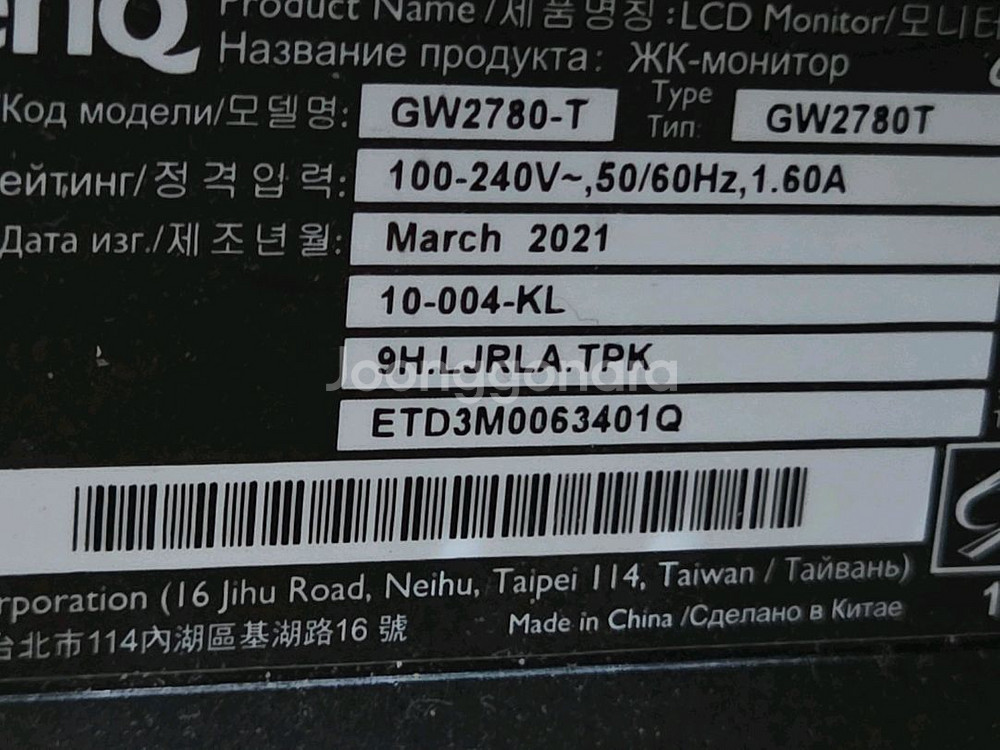 enQ
Product Name /제품명칭 :LCD Monitor/모니터
Название продукта: ЖК-монитор
Код модели/모델명: GW2780-T Type GW2780T
Тип:
ейтинг/정격입력: 100-240V~,50/60Hz,1.60A
Дата изг./제조년월: March 2021
10-004-KL
9H.LJRLA.TPK
Joonggonara
ETD3M0063401Q
rporation (16 Jihu Road, Neihu, Taipei 114, Taiwan / Тайвань)
台北市114內湖區基湖路16 號
Made in China /Сделано в Китае
1